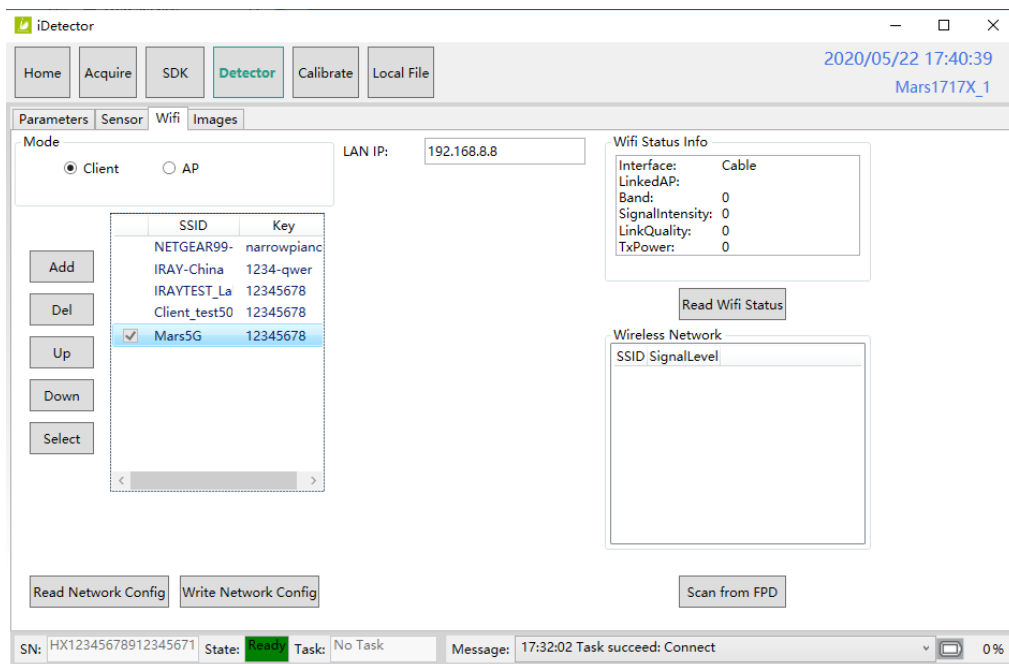 iDetector
Home Acquire SDK Detector Calibrate Local File
2020/05/22 17:40:39
Mars1717X_1
Parameters Sensor Wifi Images
Mode
Client AP
LAN IP: 192.168.8.8
SSID Key
NETGEAR99- narrowpianc
IRAY-China 1234-qwer
IRAYTEST_La 12345678
Client_test50 12345678
Mars5G 12345678
Add
Del
Up
Down
Select
Wifi Status Info
Interface: Cable
LinkedAP:
Band: 0
SignalIntensity: 0
LinkQuality: 0
TxPower: 0
Read Wifi Status
Wireless Network
SSID SignalLevel
Read Network Config Write Network Config
Scan from FPD
SN: HX12345678912345671 State: Ready Task: No Task Message: 17:32:02 Task succeed: Connect 0%